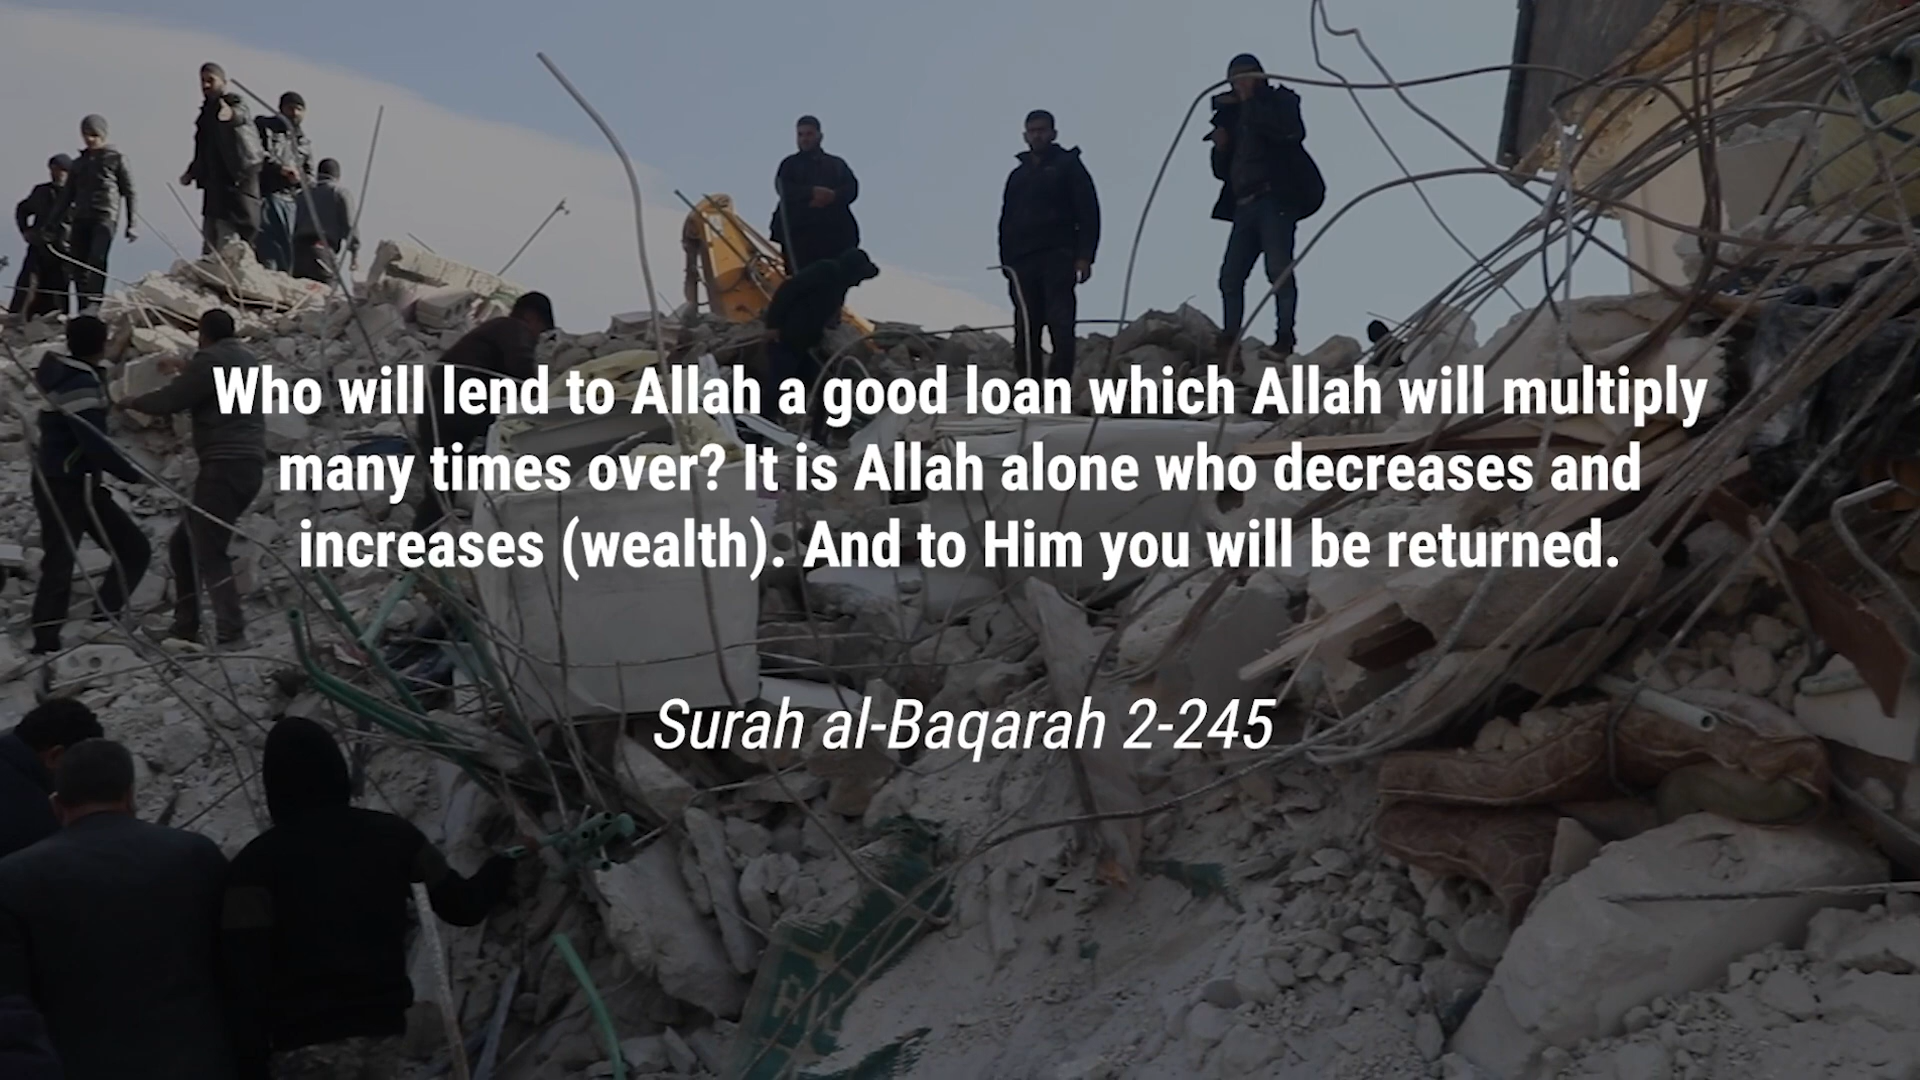 Who will lend to Allah a good loan which Allah will multiply
many times over? It is Allah alone who decreases and
increases (wealth). And to Him you will be returned.
Surah al-Baqarah 2-245